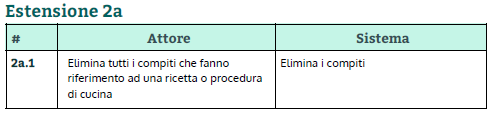 Estensione 2a
# Attore Sistema
2a.1 Elimina tutti i compiti che fanno Elimina i compiti
riferimento ad una ricetta o procedura
di cucina